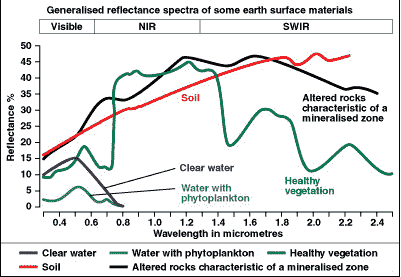 Generalised reflectance spectra of some earth surface materials
Visible NIR SWIR
50
45
40
35
30
25
20
15
10
5
0
Reflectance %
Soil
Altered rocks
characteristic of a
mineralised zone
Clear water
Water with
phytoplankton
Healthy
vegetation
0.4 0.6 0.8 1.0 1.2 1.4 1.6 1.8 2.0 2.2 2.4
Wavelength in micrometres
Clear water Water with phytoplankton Healthy vegetation
Soil Altered rocks characteristic of a mineralised zone